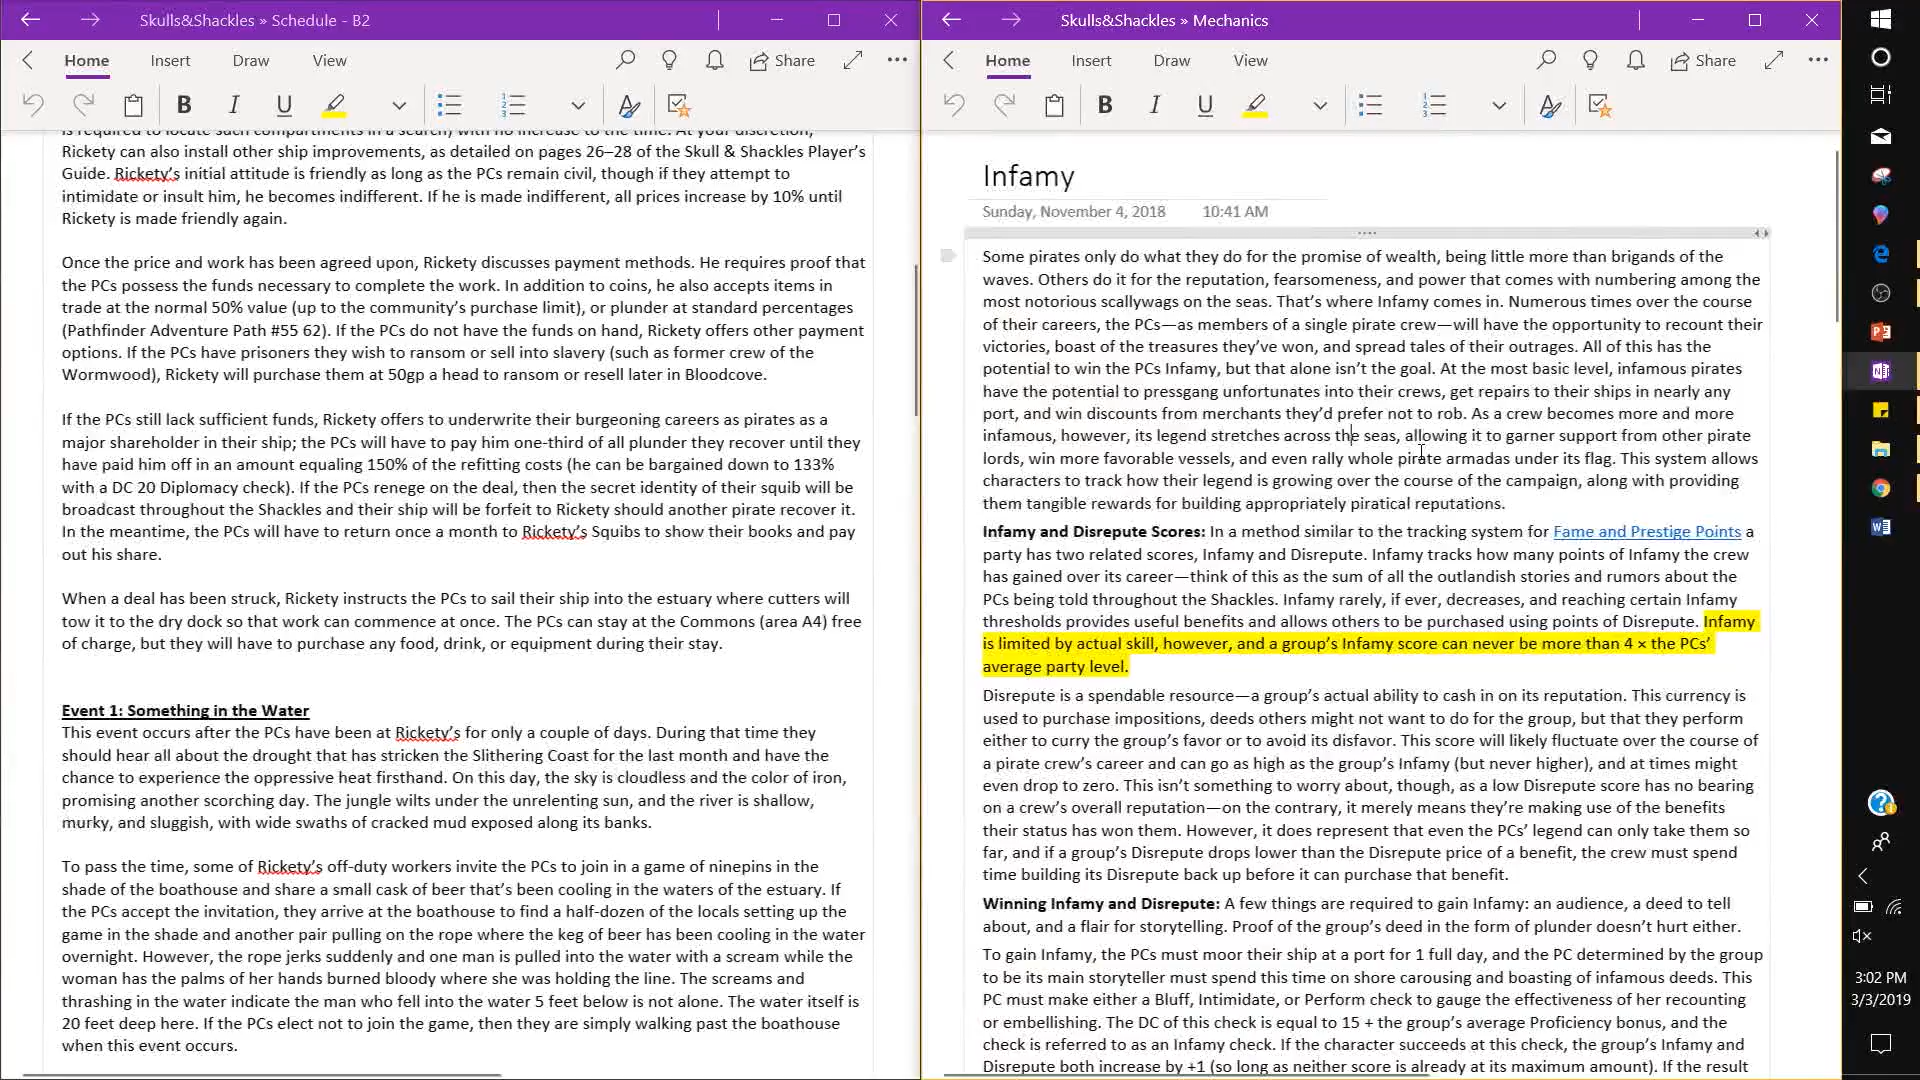 Skulls&Shackles » Schedule - B2
Home Insert Draw View Share
is required to locate such compartments in a search) with no increase to the time. At your discretion,
Rickety can also install other ship improvements, as detailed on pages 26–28 of the Skull & Shackles Player's
Guide. Rickety's initial attitude is friendly as long as the PCs remain civil, though if they attempt to
intimidate or insult him, he becomes indifferent. If he is made indifferent, all prices increase by 10% until
Rickety is made friendly again.
Once the price and work has been agreed upon, Rickety discusses payment methods. He requires proof that
the PCs possess the funds necessary to complete the work. In addition to coins, he also accepts items in
trade at the normal 50% value (up to the community's purchase limit), or plunder at standard percentages
(Pathfinder Adventure Path #55 62). If the PCs do not have the funds on hand, Rickety offers other payment
options. If the PCs have prisoners they wish to ransom or sell into slavery (such as former crew of the
Wormwood), Rickety will purchase them at 50gp a head to ransom or resell later in Bloodcove.
If the PCs still lack sufficient funds, Rickety offers to underwrite their burgeoning careers as pirates as a
major shareholder in their ship; the PCs will have to pay him one-third of all plunder they recover until they
have paid him off in an amount equaling 150% of the refitting costs (he can be bargained down to 133%
with a DC 20 Diplomacy check). If the PCs renege on the deal, then the secret identity of their squib will be
broadcast throughout the Shackles and their ship will be forfeit to Rickety should another pirate recover it.
In the meantime, the PCs will have to return once a month to Rickety's Squibs to show their books and pay
out his share.
When a deal has been struck, Rickety instructs the PCs to sail their ship into the estuary where cutters will
tow it to the dry dock so that work can commence at once. The PCs can stay at the Commons (area A4) free
of charge, but they will have to purchase any food, drink, or equipment during their stay.
Event 1: Something in the Water
This event occurs after the PCs have been at Rickety's for only a couple of days. During that time they
should hear all about the drought that has stricken the Slithering Coast for the last month and have the
chance to experience the oppressive heat firsthand. On this day, the sky is cloudless and the color of iron,
promising another scorching day. The jungle wilts under the unrelenting sun, and the river is shallow,
murky, and sluggish, with wide swaths of cracked mud exposed along its banks.
To pass the time, some of Rickety's off-duty workers invite the PCs to join in a game of ninepins in the
shade of the boathouse and share a small cask of beer that's been cooling in the waters of the estuary. If
the PCs accept the invitation, they arrive at the boathouse to find a half-dozen of the locals setting up the
game in the shade and another pair pulling on the rope where the keg of beer has been cooling in the water
overnight. However, the rope jerks suddenly and one man is pulled into the water with a scream while the
woman has the palms of her hands burned bloody where she was holding the line. The screams and
thrashing in the water indicate the man who fell into the water 5 feet below is not alone. The water itself is
20 feet deep here. If the PCs elect not to join the game, then they are simply walking past the boathouse
when this event occurs.
Skulls&Shackles » Mechanics
Home Insert Draw View Share
Infamy
Sunday, November 4, 2018 10:41 AM
Some pirates only do what they do for the promise of wealth, being little more than brigands of the
waves. Others do it for the reputation, fearsomeness, and power that comes with numbering among the
most notorious scallywags on the seas. That's where Infamy comes in. Numerous times over the course
of their careers, the PCs—as members of a single pirate crew—will have the opportunity to recount their
victories, boast of the treasures they've won, and spread tales of their outrages. All of this has the
potential to win the PCs Infamy, but that alone isn't the goal. At the most basic level, infamous pirates
have the potential to pressgang unfortunates into their crews, get repairs to their ships in nearly any
port, and win discounts from merchants they'd prefer not to rob. As a crew becomes more and more
infamous, however, its legend stretches across the seas, allowing it to garner support from other pirate
lords, win more favorable vessels, and even rally whole pirate armadas under its flag. This system allows
characters to track how their legend is growing over the course of the campaign, along with providing
them tangible rewards for building appropriately piratical reputations.
Infamy and Disrepute Scores: In a method similar to the tracking system for Fame and Prestige Points a
party has two related scores, Infamy and Disrepute. Infamy tracks how many points of Infamy the crew
has gained over its career—think of this as the sum of all the outlandish stories and rumors about the
PCs being told throughout the Shackles. Infamy rarely, if ever, decreases, and reaching certain Infamy
thresholds provides useful benefits and allows others to be purchased using points of Disrepute. Infamy
is limited by actual skill, however, and a group's Infamy score can never be more than 4 × the PCs'
average party level.
Disrepute is a spendable resource—a group's actual ability to cash in on its reputation. This currency is
used to purchase impositions, deeds others might not want to do for the group, but that they perform
either to curry the group's favor or to avoid its disfavor. This score will likely fluctuate over the course of
a pirate crew's career and can go as high as the group's Infamy (but never higher), and at times might
even drop to zero. This isn't something to worry about, though, as a low Disrepute score has no bearing
on a crew's overall reputation—on the contrary, it merely means they're making use of the benefits
their status has won them. However, it does represent that even the PCs' legend can only take them so
far, and if a group's Disrepute drops lower than the Disrepute price of a benefit, the crew must spend
time building its Disrepute back up before it can purchase that benefit.
Winning Infamy and Disrepute: A few things are required to gain Infamy: an audience, a deed to tell
about, and a flair for storytelling. Proof of the group's deed in the form of plunder doesn't hurt either.
To gain Infamy, the PCs must moor their ship at a port for 1 full day, and the PC determined by the group
to be its main storyteller must spend this time on shore carousing and boasting of infamous deeds. This
PC must make either a Bluff, Intimidate, or Perform check to gauge the effectiveness of her recounting
or embellishing. The DC of this check is equal to 15 + the group's average Proficiency bonus, and the
check is referred to as an Infamy check. If the character succeeds at this check, the group's Infamy and
Disrepute both increase by +1 (so long as neither score is already at its maximum amount). If the result
3:02 PM
3/3/2019